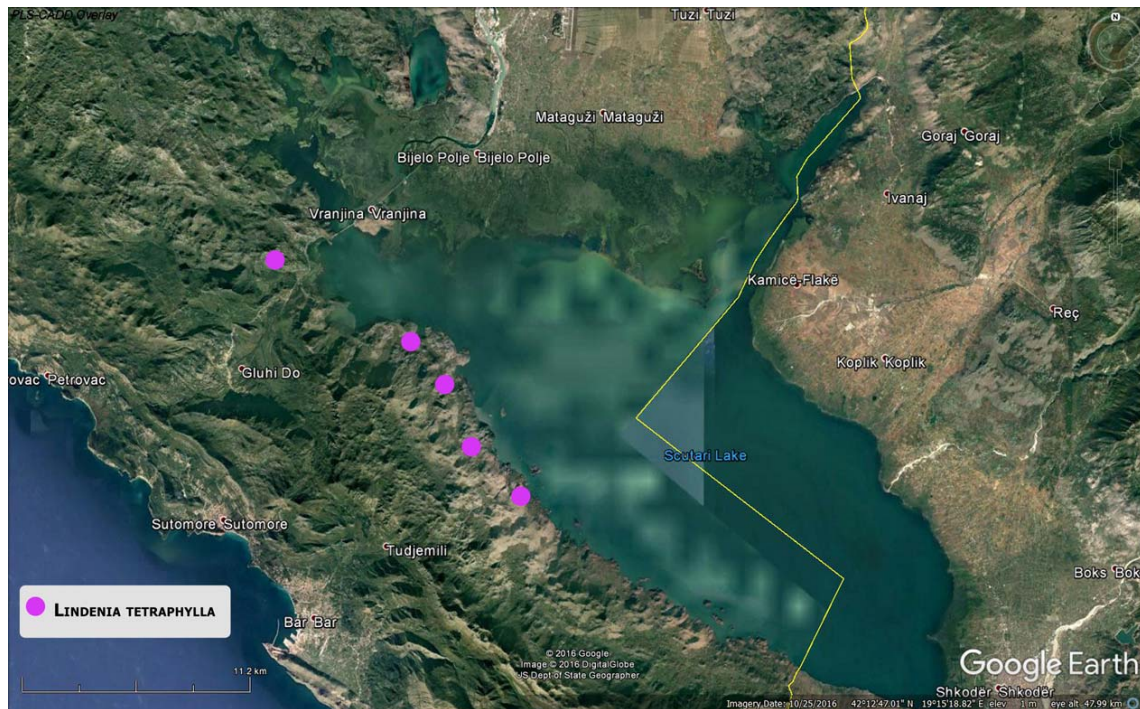 PLS-CADD Overlay
Tuzi Tuzi
Mataguži Mataguži
Goraj Goraj
Bijelo Polje Bijelo Polje
Ivanaj
Vranjina Vranjina
Kamicë-Flakë
Reç
Koplik Koplik
Gluhi Do
ovac Petrovac
Scutari Lake
Sutomore Sutomore
Tudjemili
Boks Bok
LINDENIA TETRAPHYLLA
Bar Bar
11.2 km
© 2016 Google
Image © 2016 DigitalGlobe
US Dept of State Geographer
Google Earth
Shkodër Shkodër
Imagery Date: 10/25/2016 42°12'47.01" N 19°15'18.82" E elev 1 m eye alt 47.99 km
N